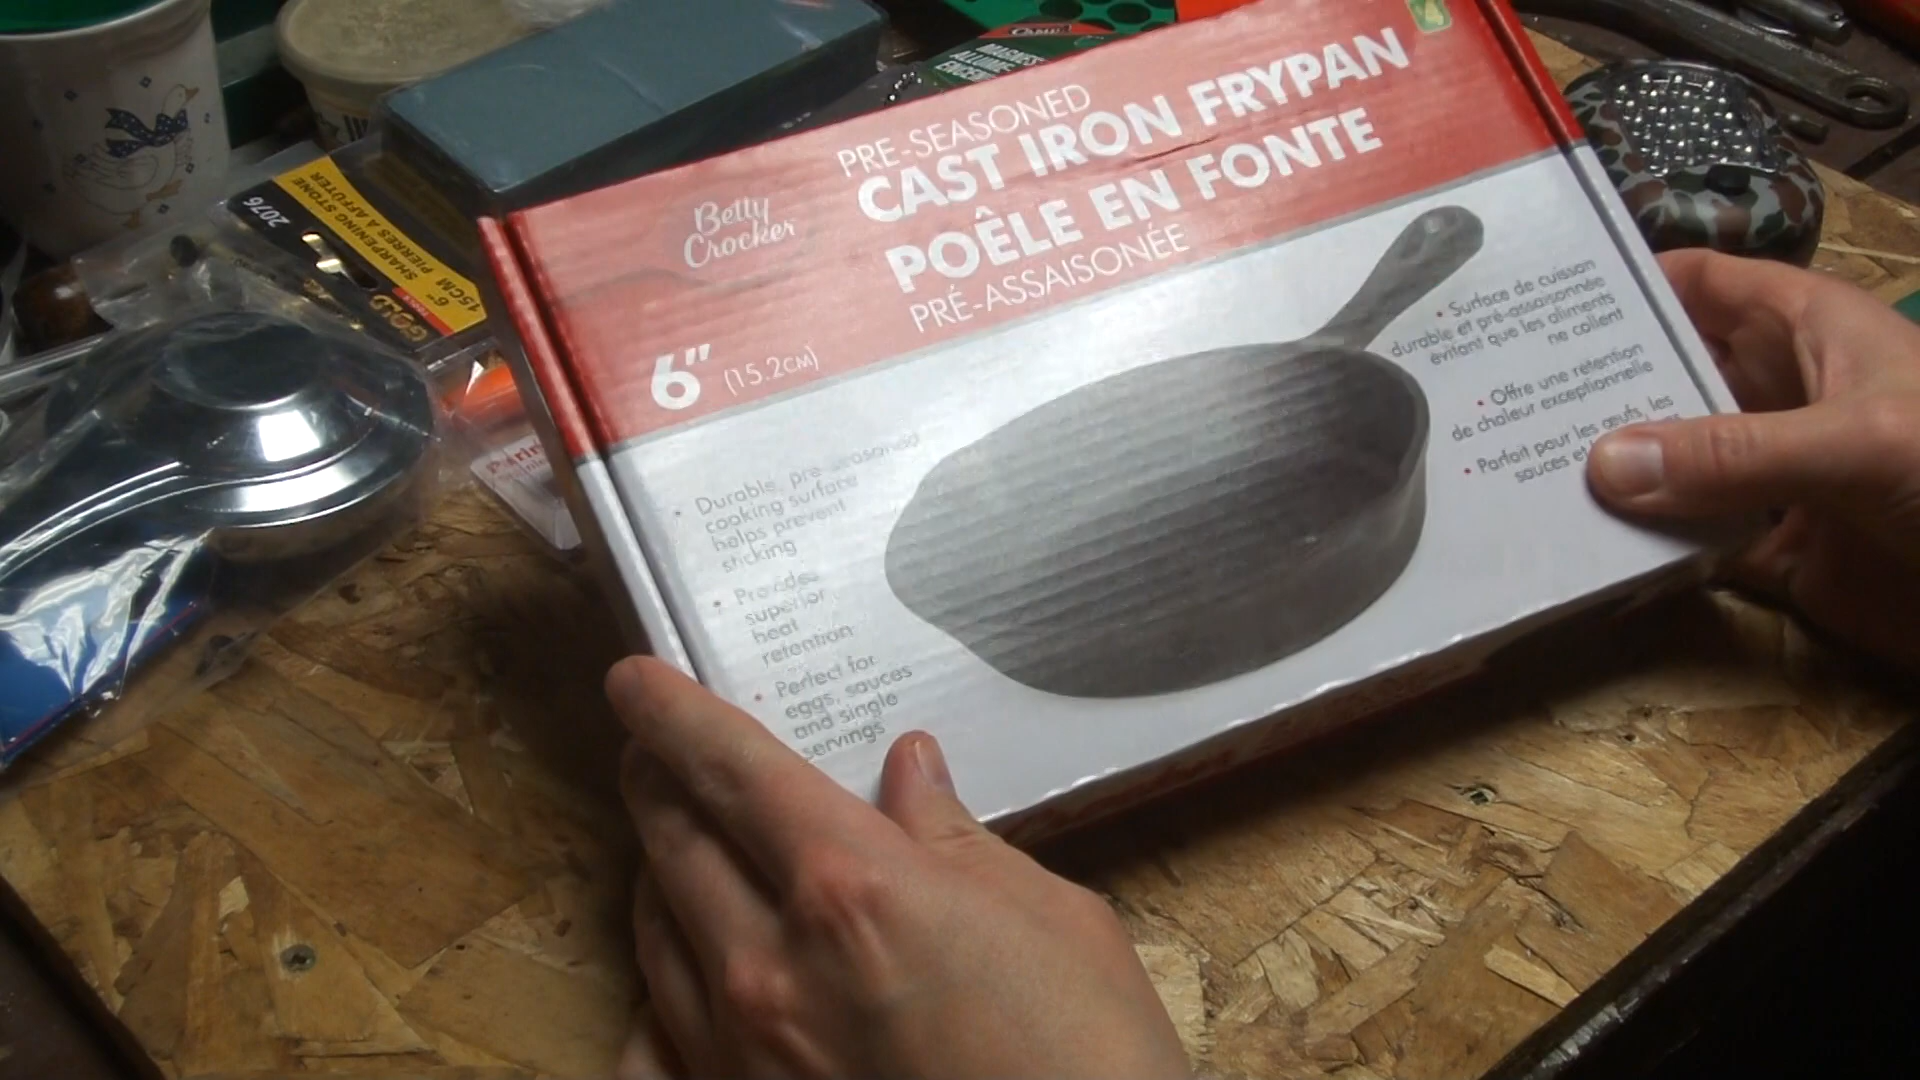 PRE-SEASONED
CAST IRON FRYPAN
POÊLE EN FONTE
PRÉ-ASSAISONÉE
Betty
Crocker
6" (15.2CM)
• Durable, pre seasoned
cooking surface
helps prevent
sticking
• Provides
superior
heat
retention
• Perfect for
eggs, sauces
and single
servings
• Surface de cuisson
durable et pré-assaisonnée
évitant que les aliments
ne collent
• Offre une rétention
de chaleur exceptionnelle
• Parfait pour les œufs, les
sauces et
2076
SHARPENING STONE
PIERRES A AFFUTER
6"
15CM
GOLD